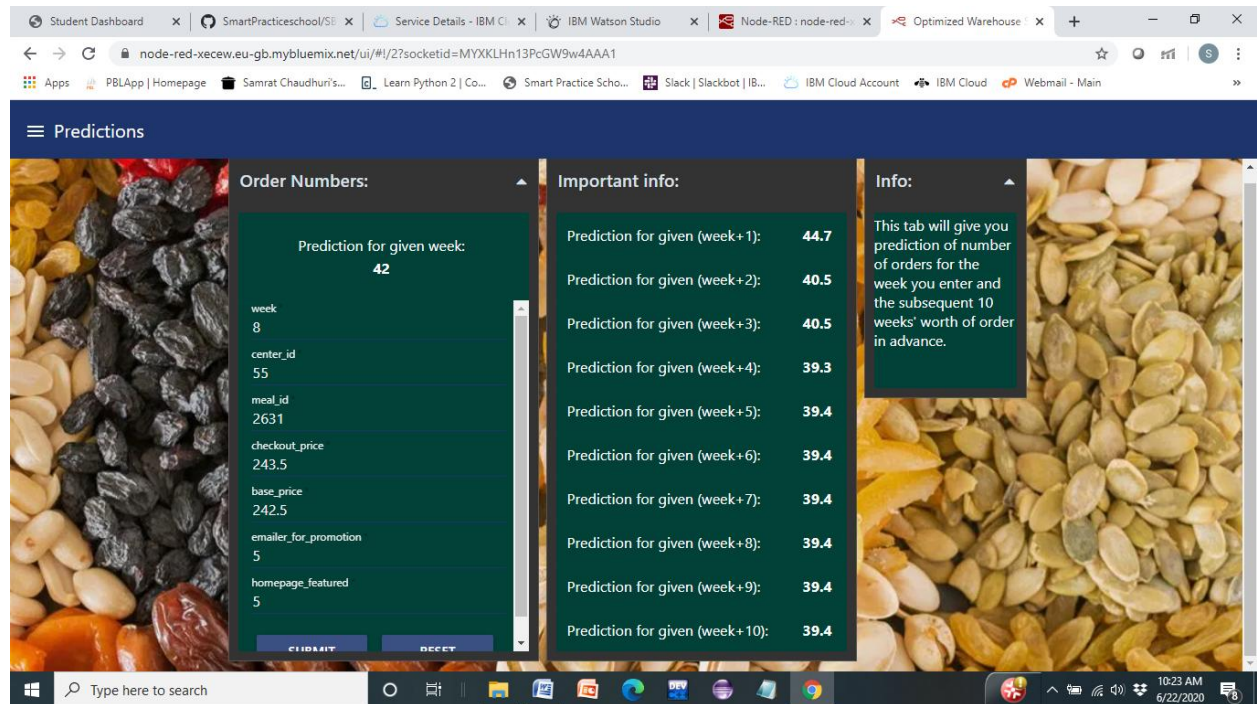 Student Dashboard
SmartPracticeschool/SB
Service Details - IBM Cl
IBM Watson Studio
Node-RED : node-red-x
Optimized Warehouse
node-red-xecew.eu-gb.mybluemix.net/ui/#!/2?socketid=MYXKLHn13PcGW9w4AAA1
S
Apps
PBLApp | Homepage
Samrat Chaudhuri's...
Learn Python 2 | Co...
Smart Practice Scho...
Slack | Slackbot | IB...
IBM Cloud Account
IBM Cloud
Webmail - Main
»
Predictions
Order Numbers:
Prediction for given week:
42
week
8
center_id
55
meal_id
2631
checkout_price
243.5
base_price
242.5
emailer_for_promotion
5
homepage_featured
5
SUBMIT RESET
Important info:
Prediction for given (week+1): 44.7
Prediction for given (week+2): 40.5
Prediction for given (week+3): 40.5
Prediction for given (week+4): 39.3
Prediction for given (week+5): 39.4
Prediction for given (week+6): 39.4
Prediction for given (week+7): 39.4
Prediction for given (week+8): 39.4
Prediction for given (week+9): 39.4
Prediction for given (week+10): 39.4
Info:
This tab will give you
prediction of number
of orders for the
week you enter and
the subsequent 10
weeks' worth of order
in advance.
Type here to search
DEV
10:23 AM
6/22/2020
8